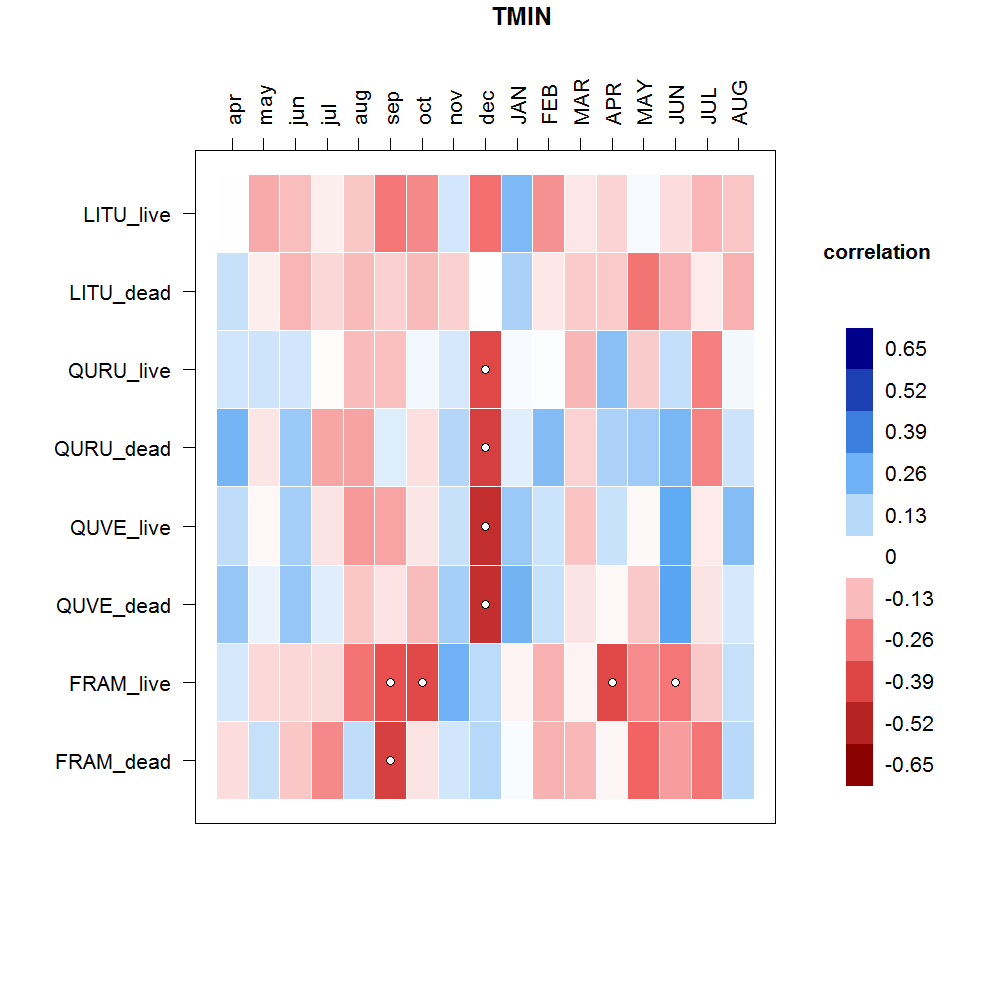 TMIN
apr may jun jul aug sep oct nov dec JAN FEB MAR APR MAY JUN JUL AUG
LITU_live
LITU_dead
QURU_live
QURU_dead
QUVE_live
QUVE_dead
FRAM_live
FRAM_dead
correlation
0.65
0.52
0.39
0.26
0.13
0
-0.13
-0.26
-0.39
-0.52
-0.65